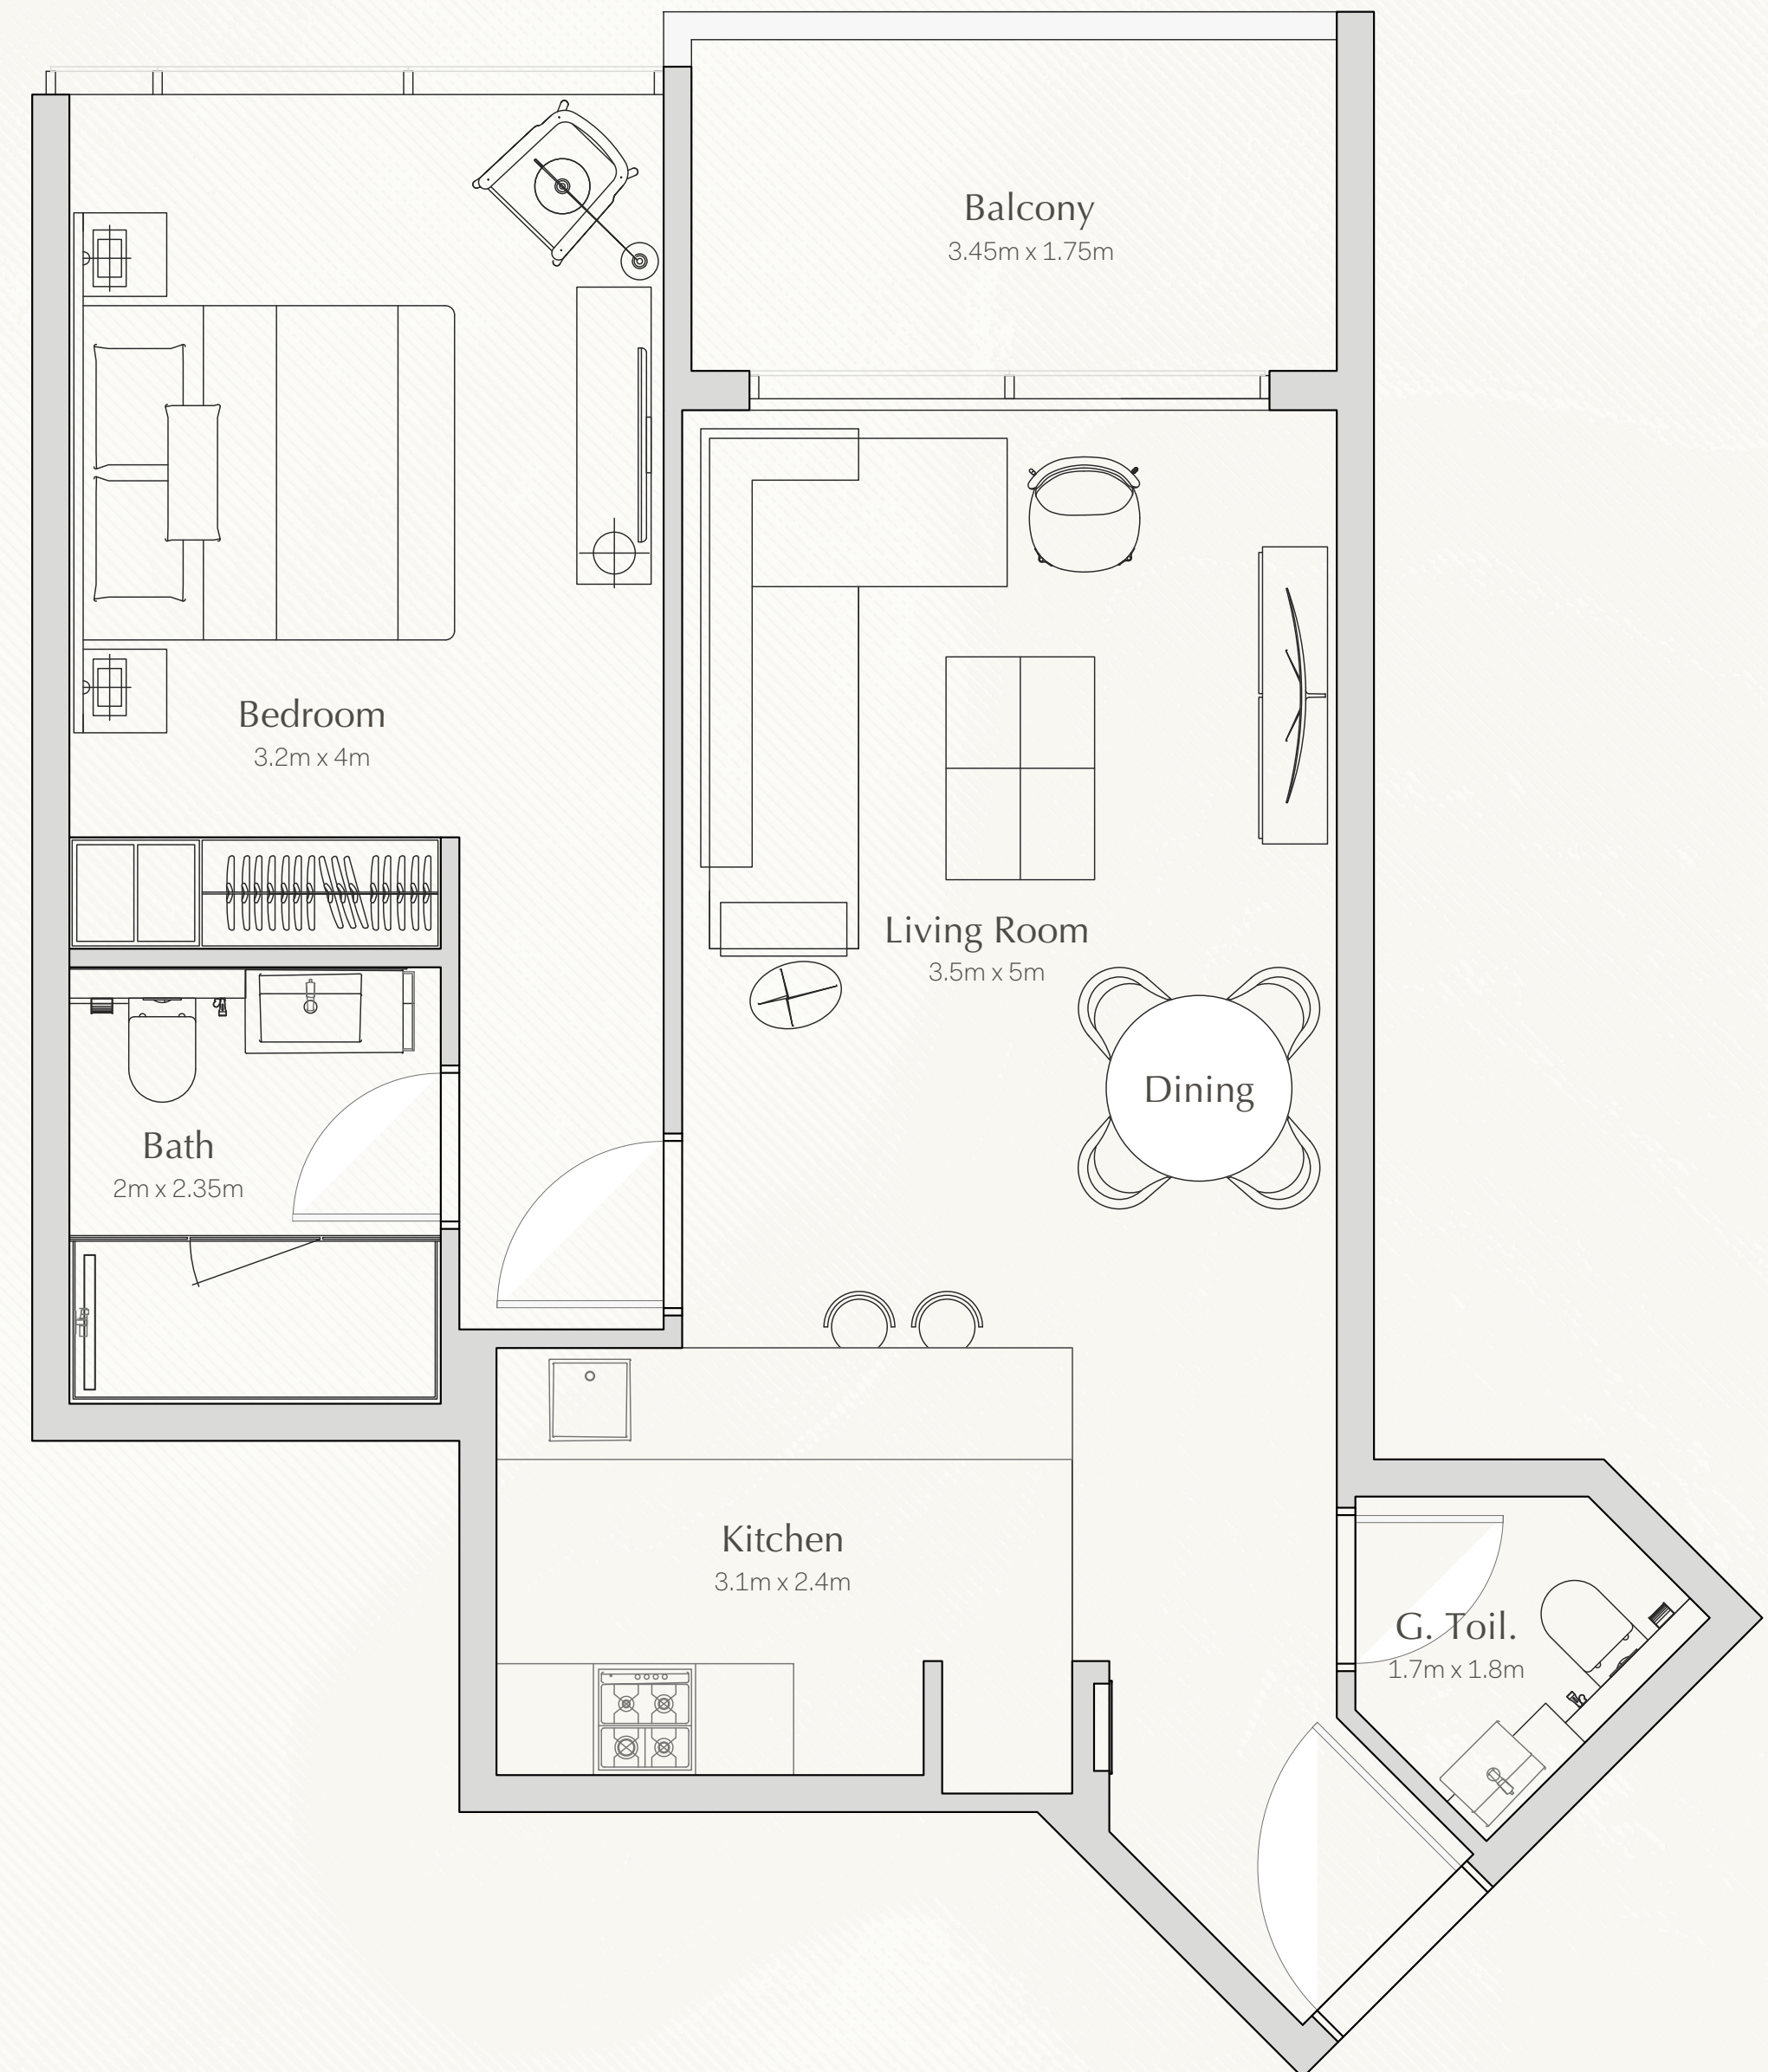 Balcony
3.45m x 1.75m
Bedroom
3.2m x 4m
Living Room
3.5m x 5m
Dining
Bath
2m x 2.35m
Kitchen
3.1m x 2.4m
G. Toil.
1.7m x 1.8m